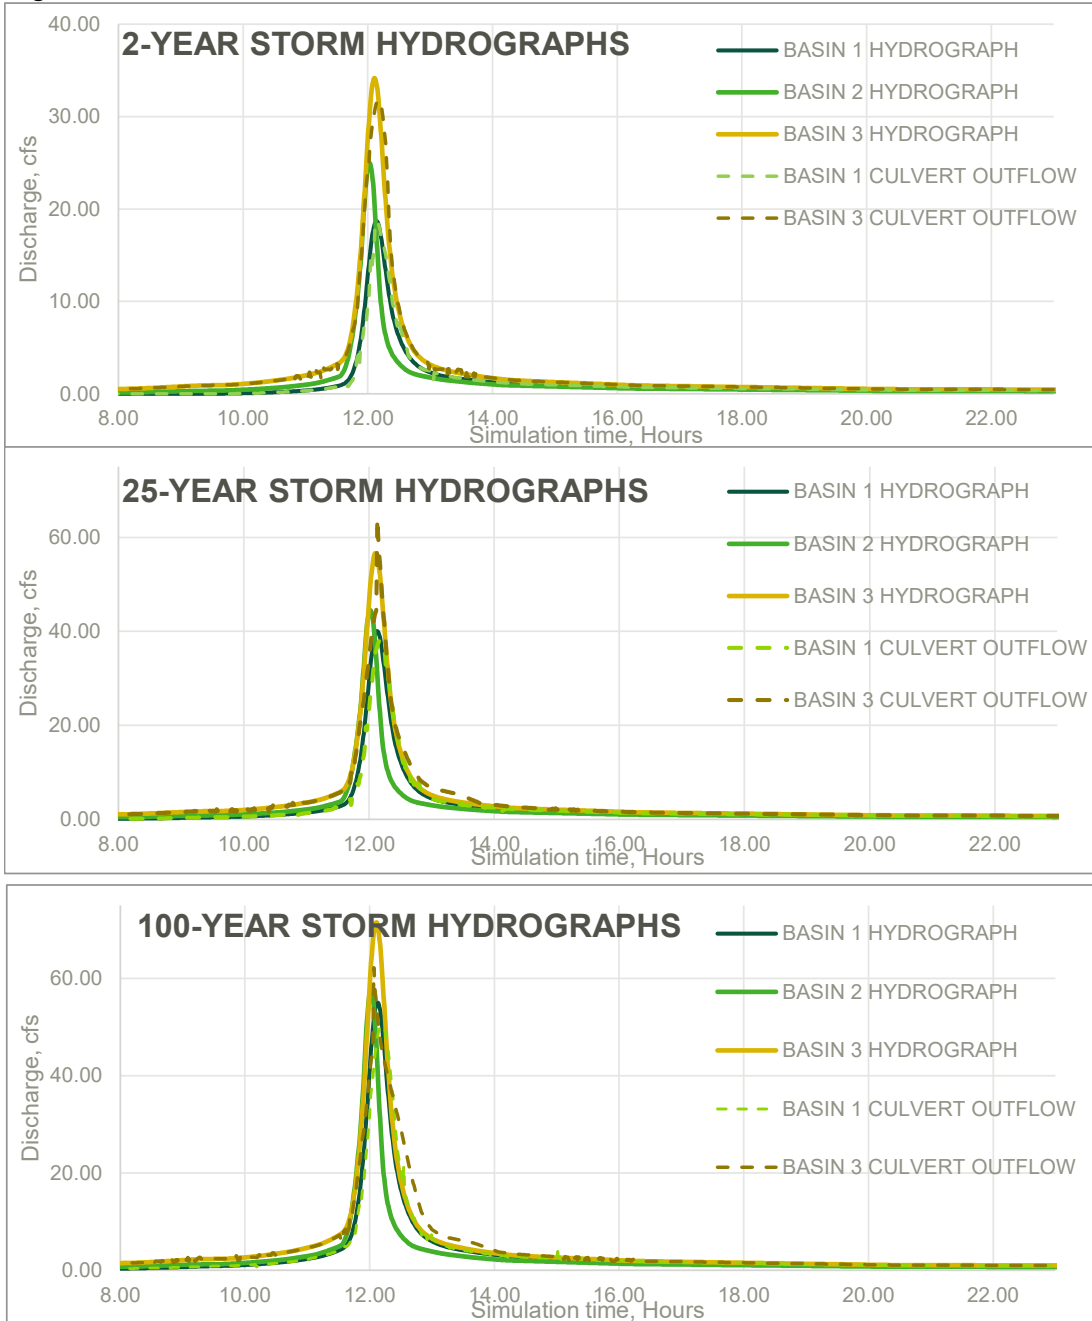 40.00
2-YEAR STORM HYDROGRAPHS
BASIN 1 HYDROGRAPH
BASIN 2 HYDROGRAPH
30.00
BASIN 3 HYDROGRAPH
BASIN 1 CULVERT OUTFLOW
20.00
BASIN 3 CULVERT OUTFLOW
Discharge, cfs
10.00
0.00
8.00 10.00 12.00 14.00 16.00 18.00 20.00 22.00
Simulation time, Hours
25-YEAR STORM HYDROGRAPHS
BASIN 1 HYDROGRAPH
60.00
BASIN 2 HYDROGRAPH
BASIN 3 HYDROGRAPH
40.00
BASIN 1 CULVERT OUTFLOW
BASIN 3 CULVERT OUTFLOW
Discharge, cfs
20.00
0.00
8.00 10.00 12.00 14.00 16.00 18.00 20.00 22.00
Simulation time, Hours
100-YEAR STORM HYDROGRAPHS
BASIN 1 HYDROGRAPH
60.00
BASIN 2 HYDROGRAPH
BASIN 3 HYDROGRAPH
40.00
BASIN 1 CULVERT OUTFLOW
Discharge, cfs
20.00
BASIN 3 CULVERT OUTFLOW
0.00
8.00 10.00 12.00 14.00 16.00 18.00 20.00 22.00
Simulation time, Hours